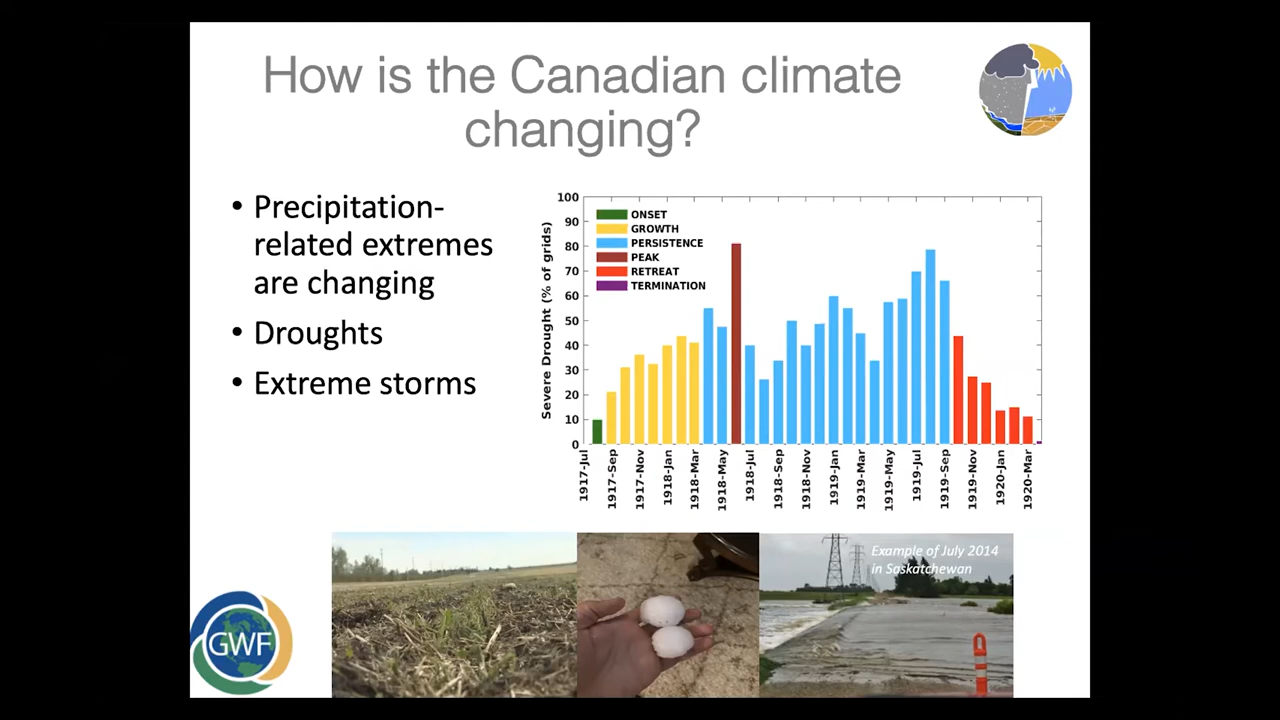 How is the Canadian climate
changing?
• Precipitation-
related extremes
are changing
• Droughts
• Extreme storms
Severe Drought (% of grids)
100
90
80
70
60
50
40
30
20
10
0
ONSET
GROWTH
PERSISTENCE
PEAK
RETREAT
TERMINATION
1917-Jul
1917-Sep
1917-Nov
1918-Jan
1918-Mar
1918-May
1918-Jul
1918-Sep
1918-Nov
1919-Jan
1919-Mar
1919-May
1919-Jul
1919-Sep
1919-Nov
1920-Jan
1920-Mar
Example of July 2014
in Saskatchewan
GWF